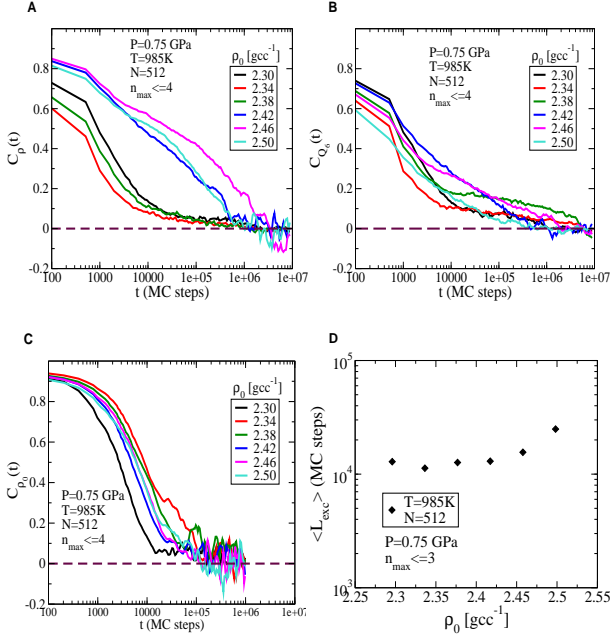 A
P=0.75 GPa
T=985K
N=512
n_max <=4
ρ_0 [gcc^-1]
2.30
2.34
2.38
2.42
2.46
2.50
C_ρ(t)
0.8
0.6
0.4
0.2
0
-0.2
100
1000
10000
1e+05
1e+06
1e+07
t (MC steps)
B
P=0.75 GPa
T=985K
N=512
n_max <=4
ρ_0 [gcc^-1]
2.30
2.34
2.38
2.42
2.46
2.50
C_Q_6(t)
1
0.8
0.6
0.4
0.2
0
-0.2
100
1000
10000
1e+05
1e+06
1e+07
t (MC steps)
C
ρ_0 [gcc^-1]
2.30
2.34
2.38
2.42
2.46
2.50
P=0.75 GPa
T=985K
N=512
n_max <=4
0.8
0.6
0.4
0.2
0
-0.2
100
1000
10000
1e+05
1e+06
1e+07
t (MC steps)
D
<L_exc> (MC steps)
10^5
10^4
10^3
T=985K
N=512
P=0.75 GPa
n_max <=3
2.25
2.3
2.35
2.4
2.45
2.5
2.55
ρ_0 [gcc^-1]